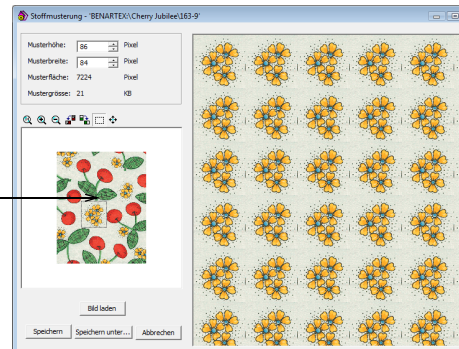 Stoffmusterung - 'BENARTEX:\Cherry Jubilee\163-9'
Musterhöhe: 86 Pixel
Musterbreite: 84 Pixel
Musterfläche: 7224 Pixel
Mustergrösse: 21 KB
Bild laden
Speichern Speichern unter... Abbrechen